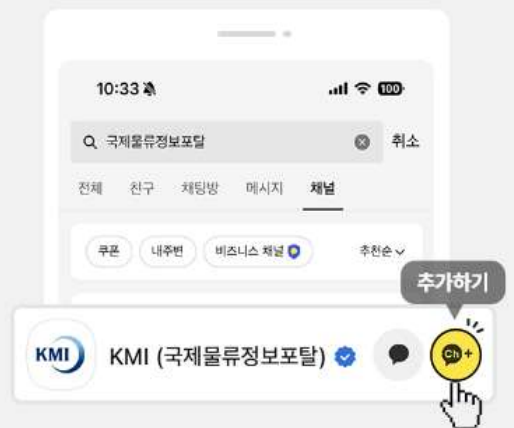 10:33
100
국제물류정보포탈 취소
전체 친구 채팅방 메시지 채널
쿠폰 내주변 비즈니스 채널 추천순
추가하기
KMI KMI (국제물류정보포탈) Ch+